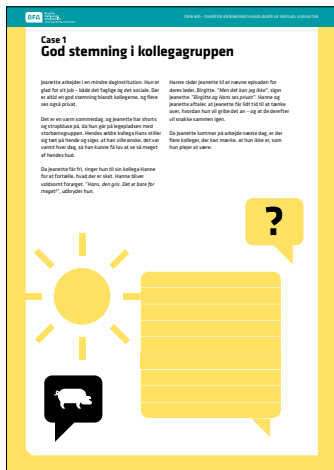 BFA
GRIB IND – OVERFOR KRÆNKENDE HANDLINGER AF SEKSUEL KARAKTER
Case 1
God stemning i kollegagruppen
Jeanette arbejder i en mindre daginstitution. Hun er
glad for sit job – både det faglige og det sociale. Der
er altid en god stemning blandt kollegerne, og flere
ses også privat.
Det er en varm sommerdag, og Jeanette har shorts
og stropbluse på, da hun går på legepladsen med
storbørnsgruppen. Hendes ældre kollega Hans stiller
sig tæt på hende og siger, at han ville ønske, det var
varmt hver dag, så han kunne få lov at se så meget
af hendes hud.
Da Jeanette får fri, ringer hun til sin kollega Hanne
for at fortælle, hvad der er sket. Hanne bliver
voldsomt forarget. "Hans, den gris. Det er bare for
meget!", udbryder hun.
Hanne råder Jeanette til at nævne episoden for
deres leder, Birgitte. "Men det kan jeg ikke", siger
Jeanette: "Birgitte og Hans ses privat". Hanne og
Jeanette aftaler, at Jeanette får lidt tid til at tænke
over, hvordan hun vil gribe det an – og at de derefter
vil snakke sammen igen.
Da Jeanette kommer på arbejde næste dag, er der
flere kolleger, der kan mærke, at hun ikke er, som
hun plejer at være.
?